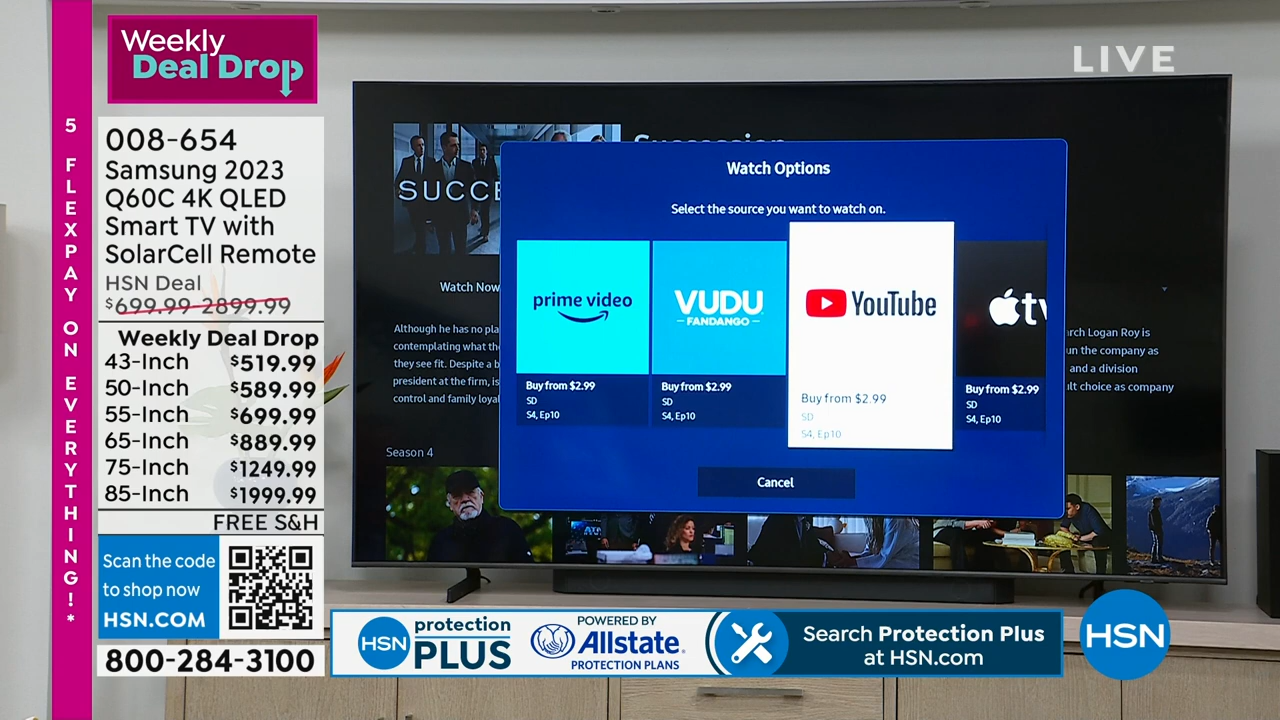 5 FLEXPAY ON EVERYTHING!*
Weekly
Deal Drop
008-654
Samsung 2023
Q60C 4K QLED
Smart TV with
SolarCell Remote
HSN Deal
$699.99-2899.99
Weekly Deal Drop
43-Inch $519.99
50-Inch $589.99
55-Inch $699.99
65-Inch $889.99
75-Inch $1249.99
85-Inch $1999.99
FREE S&H
Scan the code
to shop now
HSN.COM
800-284-3100
LIVE
Succession
SUCCE
Watch Now
Although he has no pla
contemplating what th
they see fit. Despite a b
president at the firm, is
control and family loyal
arch Logan Roy is
un the company as
and a division
ult choice as company
Season 4
Watch Options
Select the source you want to watch on.
prime video
Buy from $2.99
SD
S4, Ep10
VUDU
FANDANGO
Buy from $2.99
SD
S4, Ep10
YouTube
Buy from $2.99
SD
S4, Ep10
tv
Buy from $2.99
SD
S4, Ep10
Cancel
HSN
protection
PLUS
POWERED BY
Allstate
PROTECTION PLANS
Search Protection Plus
at HSN.com
HSN